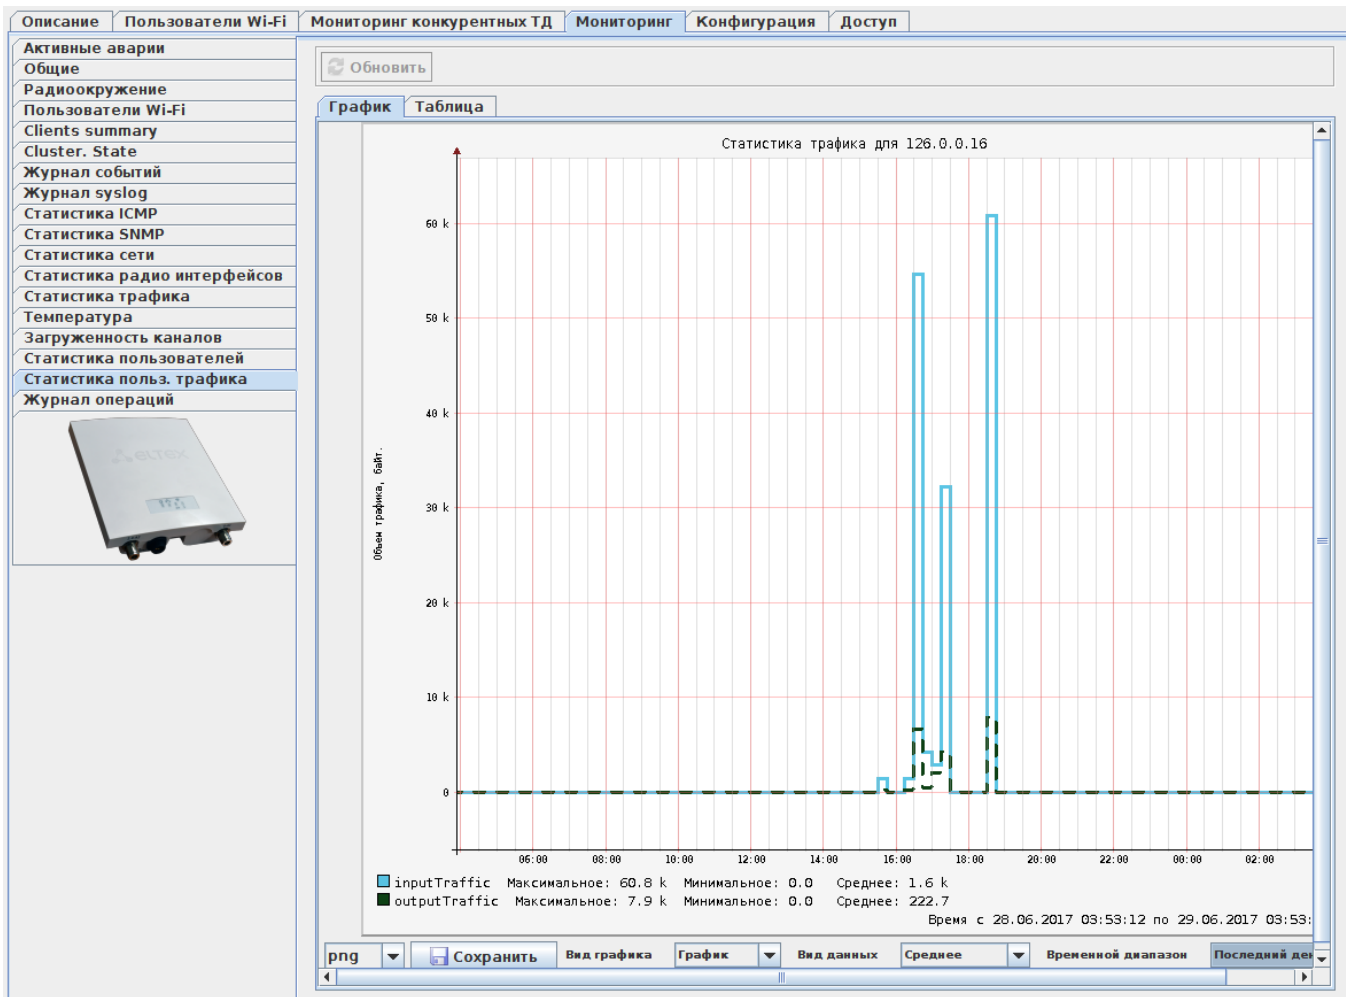 Описание Пользователи Wi-Fi Мониторинг конкурентных ТД Мониторинг Конфигурация Доступ
Активные аварии
Общие
Радиоокружение
Пользователи Wi-Fi
Clients summary
Cluster. State
Журнал событий
Журнал syslog
Статистика ICMP
Статистика SNMP
Статистика сети
Статистика радио интерфейсов
Статистика трафика
Температура
Загруженность каналов
Статистика пользователей
Статистика польз. трафика
Журнал операций
eLTEX
Обновить
График Таблица
Статистика трафика для 126.0.0.16
Объем трафика, байт.
60 k
50 k
40 k
30 k
20 k
10 k
0
06:00 08:00 10:00 12:00 14:00 16:00 18:00 20:00 22:00 00:00 02:00
inputTraffic Максимальное: 60.8 k Минимальное: 0.0 Среднее: 1.6 k
outputTraffic Максимальное: 7.9 k Минимальное: 0.0 Среднее: 222.7
Время с 28.06.2017 03:53:12 по 29.06.2017 03:53:
png Сохранить Вид графика График Вид данных Среднее Временной диапазон Последний ден